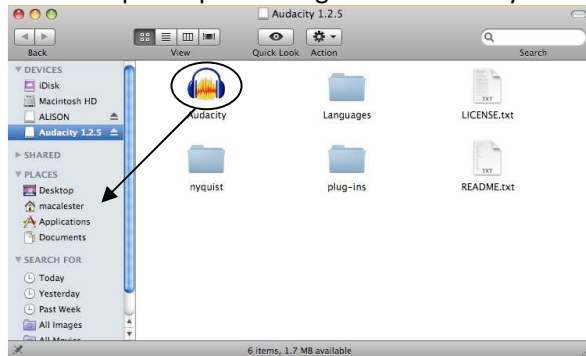 Audacity 1.2.5
Back
View
Quick Look
Action
Search
DEVICES
iDisk
Macintosh HD
ALISON
Audacity 1.2.5
SHARED
PLACES
Desktop
macalester
Applications
Documents
SEARCH FOR
Today
Yesterday
Past Week
All Images
All Movies
Audacity
Languages
TXT
LICENSE.txt
nyquist
plug-ins
TXT
README.txt
6 items, 1.7 MB available